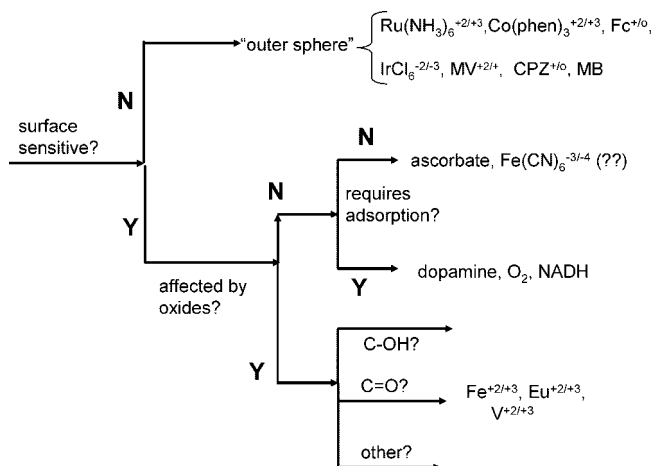 "outer sphere"
Ru(NH₃)₆⁺²/⁺³,Co(phen)₃⁺²/⁺³, Fc⁺/⁰,
IrCl₆⁻²/⁻³, MV⁺²/⁺, CPZ⁺/⁰, MB
N
surface
sensitive?
Y
N
ascorbate, Fe(CN)₆⁻³/⁻⁴ (??)
N
requires
adsorption?
Y
dopamine, O₂, NADH
affected by
oxides?
Y
C-OH?
C=O?
Fe⁺²/⁺³, Eu⁺²/⁺³,
V⁺²/⁺³
other?